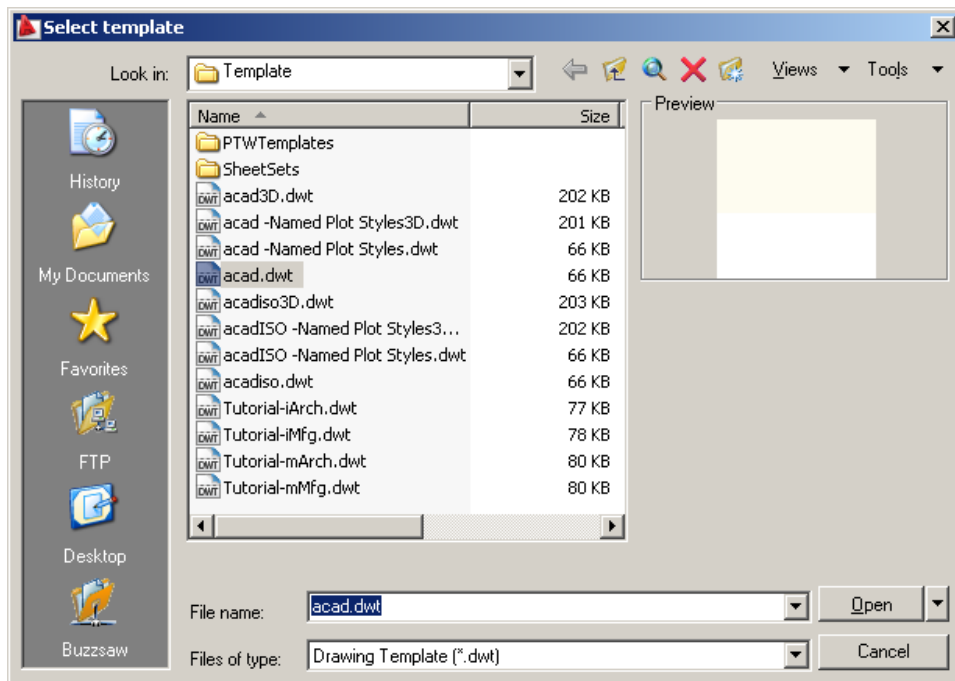 Select template
Look in: Template Views Tools
Name Size Preview
PTWTemplates
SheetSets
acad3D.dwt 202 KB
acad -Named Plot Styles3D.dwt 201 KB
acad -Named Plot Styles.dwt 66 KB
acad.dwt 66 KB
acadiso3D.dwt 203 KB
acadISO -Named Plot Styles3... 202 KB
acadISO -Named Plot Styles.dwt 66 KB
acadiso.dwt 66 KB
Tutorial-iArch.dwt 77 KB
Tutorial-iMfg.dwt 78 KB
Tutorial-mArch.dwt 80 KB
Tutorial-mMfg.dwt 80 KB
History
My Documents
Favorites
FTP
Desktop
Buzzsaw
File name: acad.dwt Open
Files of type: Drawing Template (*.dwt) Cancel